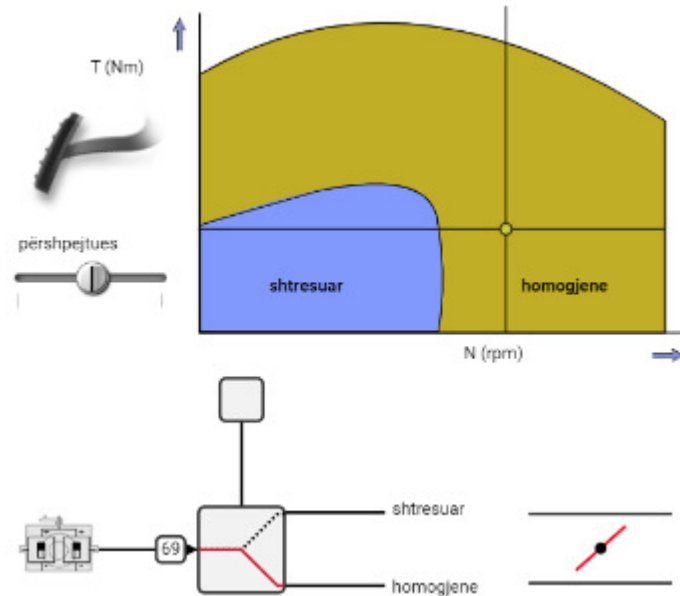 T (Nm)
përshpejtues
shtresuar
homogjene
N (rpm)
shtresuar
69
homogjene